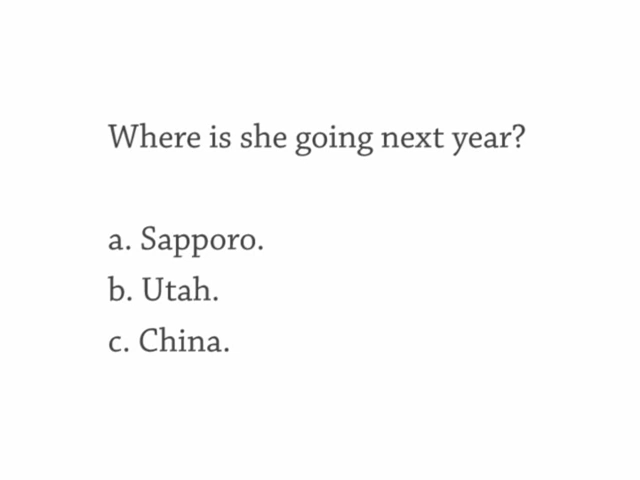 Where is she going next year?
a. Sapporo.
b. Utah.
c. China.